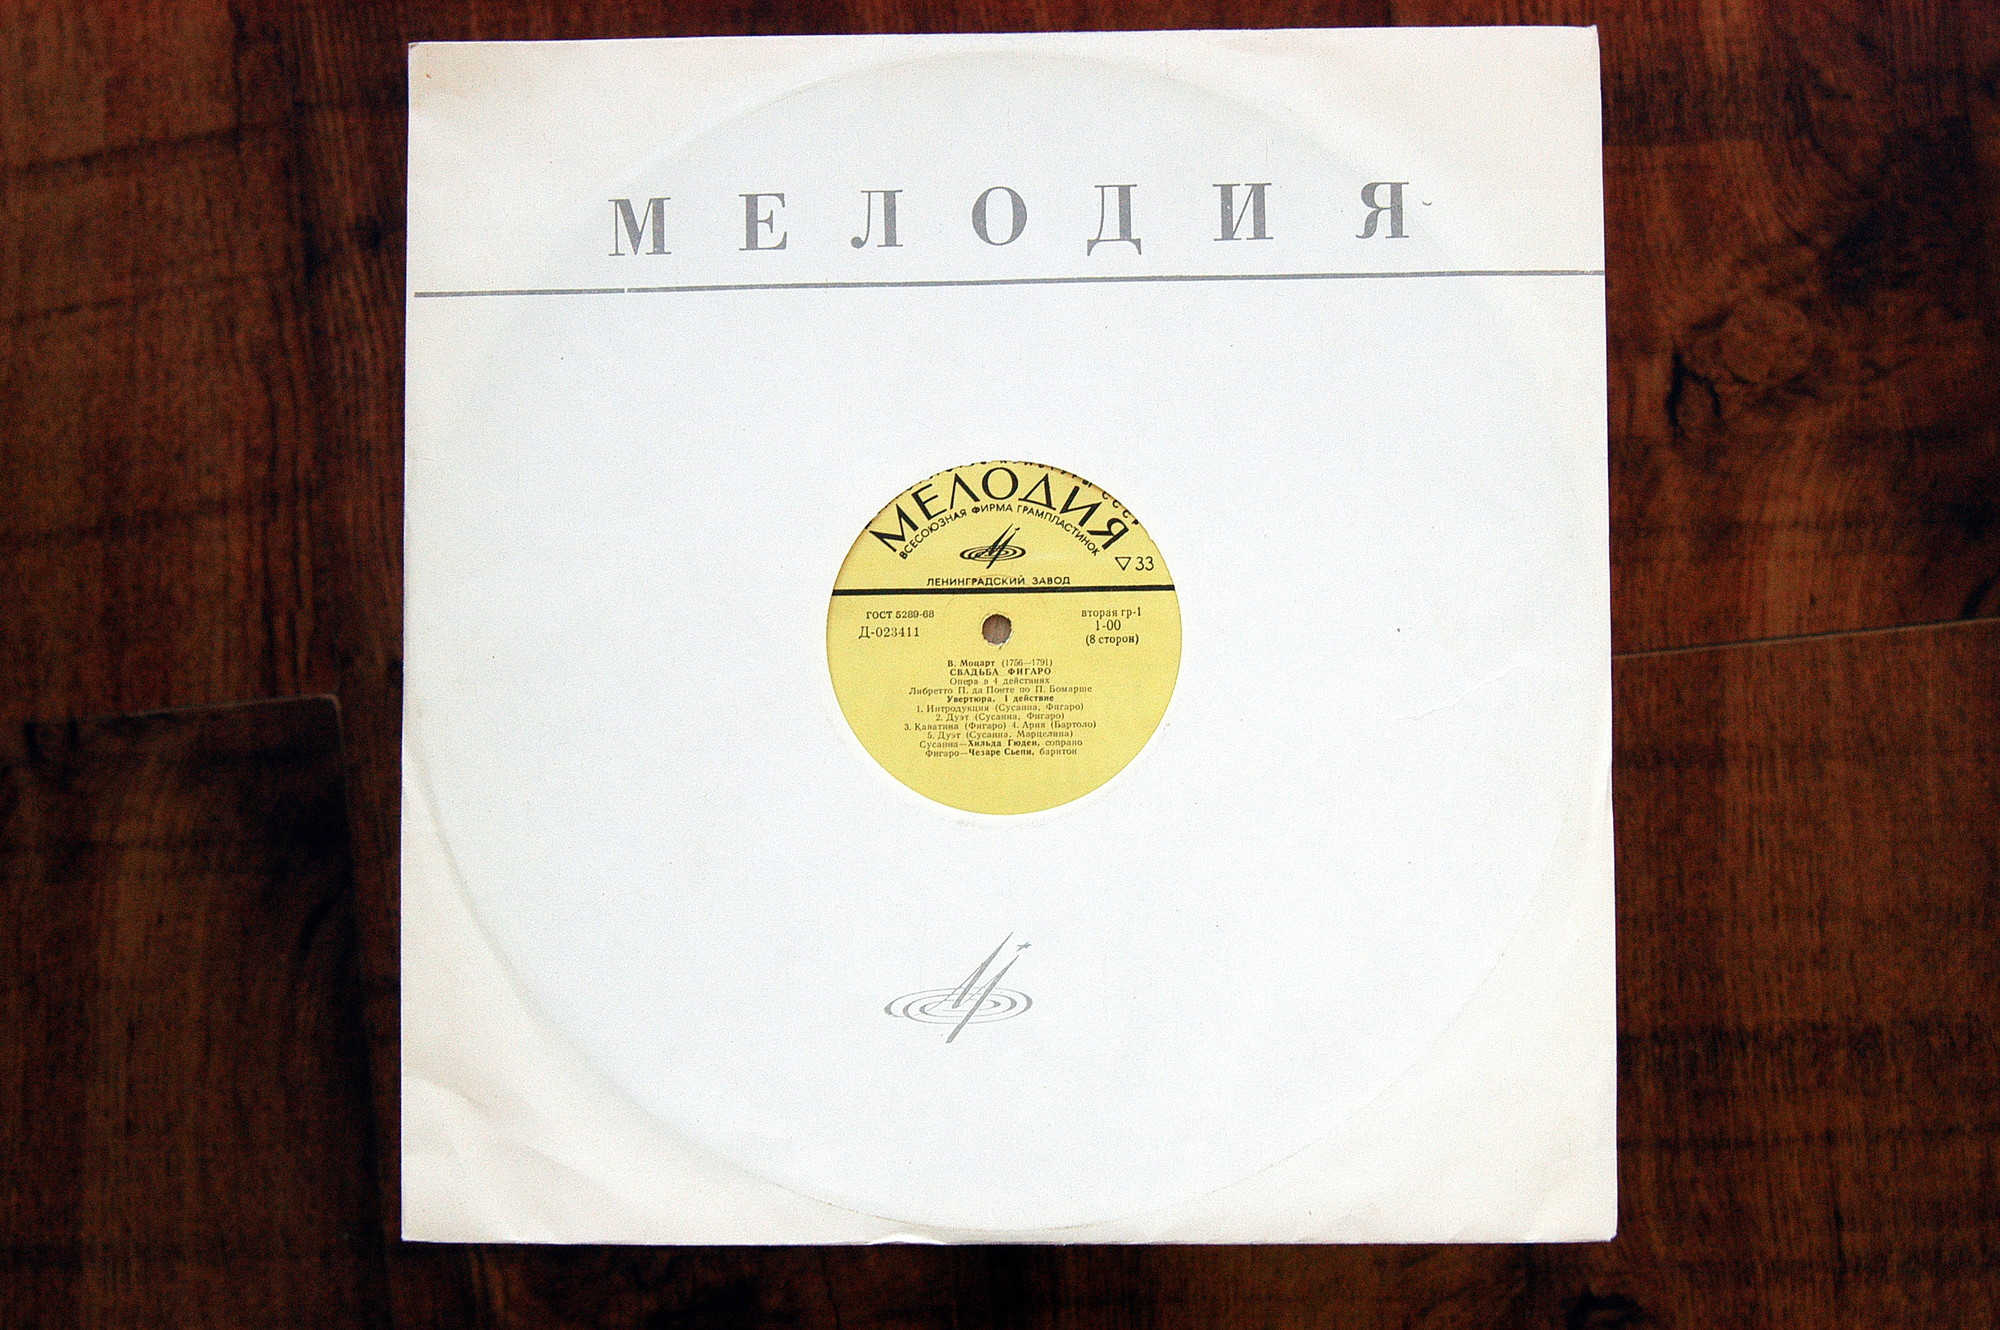 МЕЛОДИЯ
СССР
МЕЛОДИЯ
ВСЕСОЮЗНАЯ ФИРМА ГРАМПЛАСТИНОК
33
ЛЕНИНГРАДСКИЙ ЗАВОД
ГОСТ 5289-68 вторая гр-1
Д-023411 1-00
(8 сторон)
В. Моцарт (1756—1791)
СВАДЬБА ФИГАРО
Опера в 4 действиях
Либретто Л. да Понте по П. Бомарше
Увертюра. I действие
1. Интродукция (Сусанна, Фигаро)
2. Дуэт (Сусанна, Фигаро)
3. Каватина (Фигаро) 4. Ария (Бартоло)
5. Дуэт (Сусанна, Марцелина)
Сусанна—Хильда Гюден, сопрано
Фигаро—Чезаре Сьепи, баритон